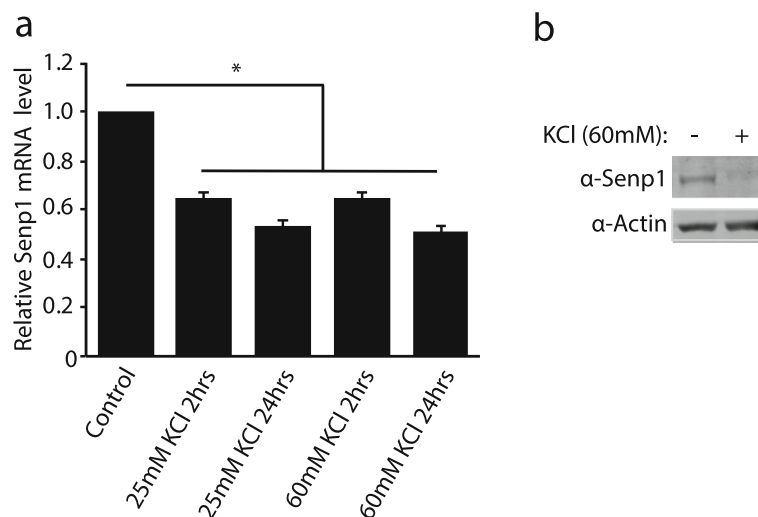 a
Relative Senp1 mRNA level
1.2
1.0
0.8
0.6
0.4
0.2
0
*
Control
25mM KCl 2hrs
25mM KCl 24hrs
60mM KCl 2hrs
60mM KCl 24hrs
b
KCl (60mM): - +
α-Senp1
α-Actin